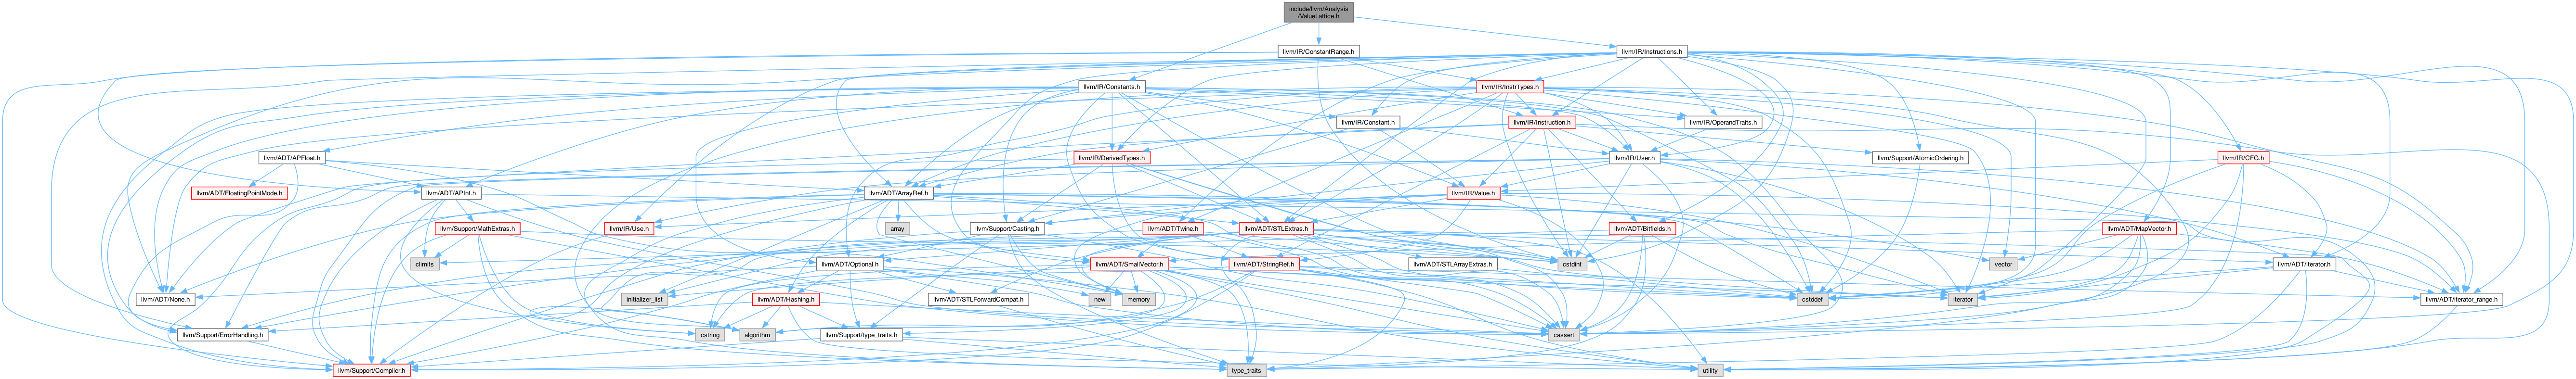 include/llvm/Analysis
/ValueLattice.h
llvm/IR/ConstantRange.h
llvm/IR/Instructions.h
llvm/IR/Constants.h
llvm/IR/InstrTypes.h
llvm/IR/Constant.h
llvm/IR/Instruction.h
llvm/IR/OperandTraits.h
llvm/ADT/APFloat.h
llvm/IR/DerivedTypes.h
llvm/IR/User.h
llvm/Support/AtomicOrdering.h
llvm/IR/CFG.h
llvm/ADT/FloatingPointMode.h
llvm/ADT/APInt.h
llvm/ADT/ArrayRef.h
llvm/IR/Value.h
llvm/Support/MathExtras.h
llvm/IR/Use.h
array
llvm/Support/Casting.h
llvm/ADT/Twine.h
llvm/ADT/STLExtras.h
llvm/ADT/Bitfields.h
llvm/ADT/MapVector.h
climits
llvm/ADT/Optional.h
llvm/ADT/SmallVector.h
llvm/ADT/StringRef.h
llvm/ADT/STLArrayExtras.h
cstdint
vector
llvm/ADT/iterator.h
llvm/ADT/None.h
initializer_list
llvm/ADT/Hashing.h
llvm/ADT/STLForwardCompat.h
new
memory
cstddef
iterator
llvm/ADT/iterator_range.h
llvm/Support/ErrorHandling.h
cstring
algorithm
llvm/Support/type_traits.h
cassert
llvm/Support/Compiler.h
type_traits
utility